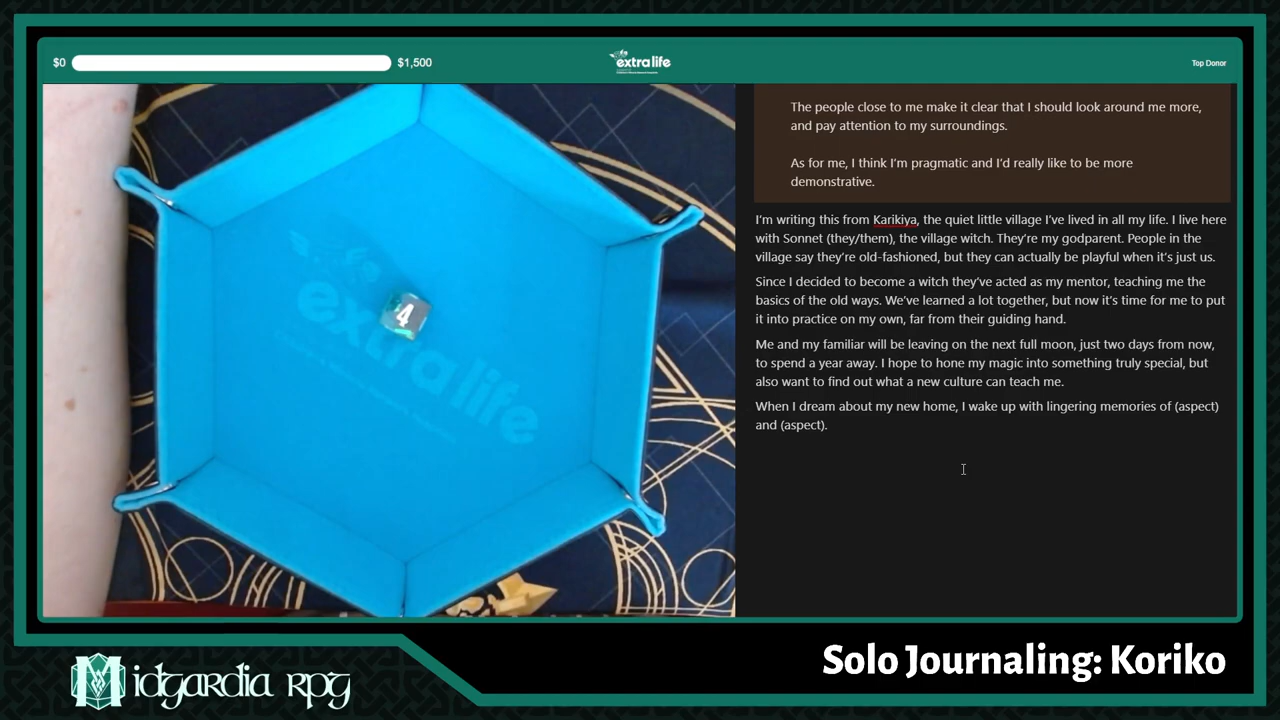 $0
$1,500
extralife
Top Donor
The people close to me make it clear that I should look around me more,
and pay attention to my surroundings.
As for me, I think I'm pragmatic and I'd really like to be more
demonstrative.
I'm writing this from Karikiya, the quiet little village I've lived in all my life. I live here
with Sonnet (they/them), the village witch. They're my godparent. People in the
village say they're old-fashioned, but they can actually be playful when it's just us.
Since I decided to become a witch they've acted as my mentor, teaching me the
basics of the old ways. We've learned a lot together, but now it's time for me to put
it into practice on my own, far from their guiding hand.
Me and my familiar will be leaving on the next full moon, just two days from now,
to spend a year away. I hope to hone my magic into something truly special, but
also want to find out what a new culture can teach me.
When I dream about my new home, I wake up with lingering memories of (aspect)
and (aspect).
4
extralife
Midgardia RPG
Solo Journaling: Koriko